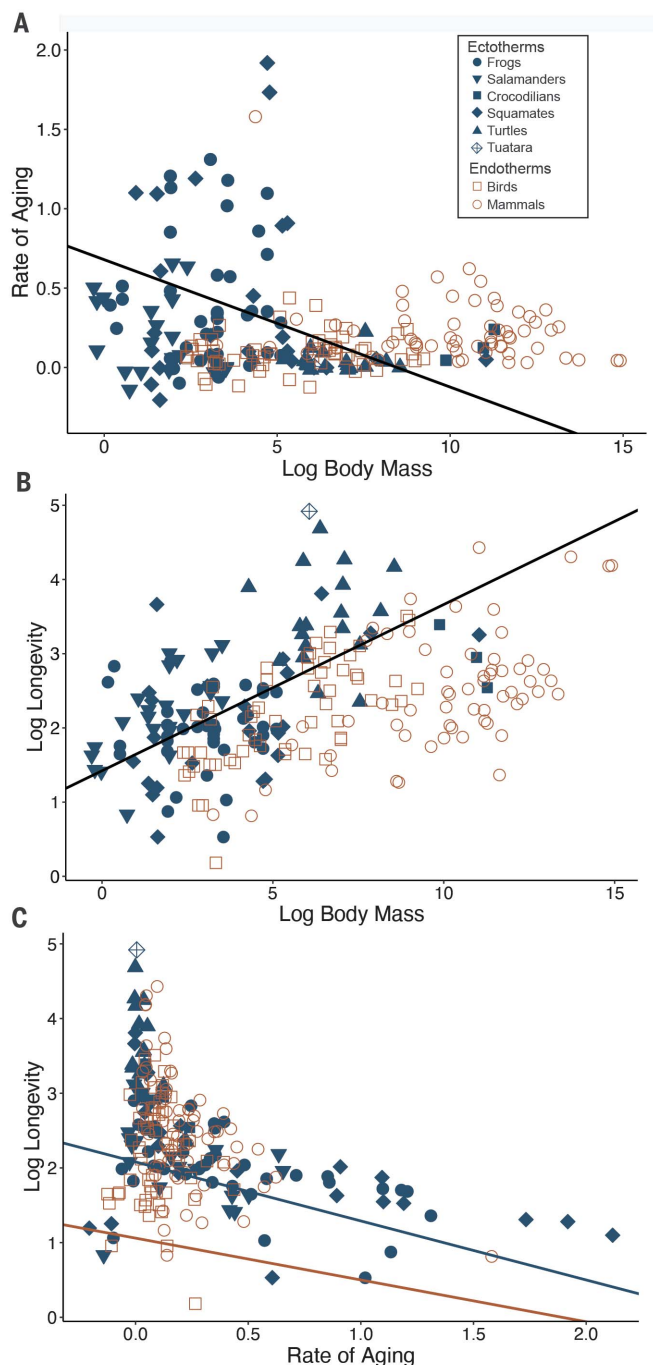 A
2.0
1.5
1.0
0.5
0.0
Rate of Aging
Ectotherms
Frogs
Salamanders
Crocodilians
Squamates
Turtles
Tuatara
Endotherms
Birds
Mammals
0 5 10 15
Log Body Mass
B
5
4
3
2
1
0
Log Longevity
0 5 10 15
Log Body Mass
C
5
4
3
2
1
0
Log Longevity
0.0 0.5 1.0 1.5 2.0
Rate of Aging